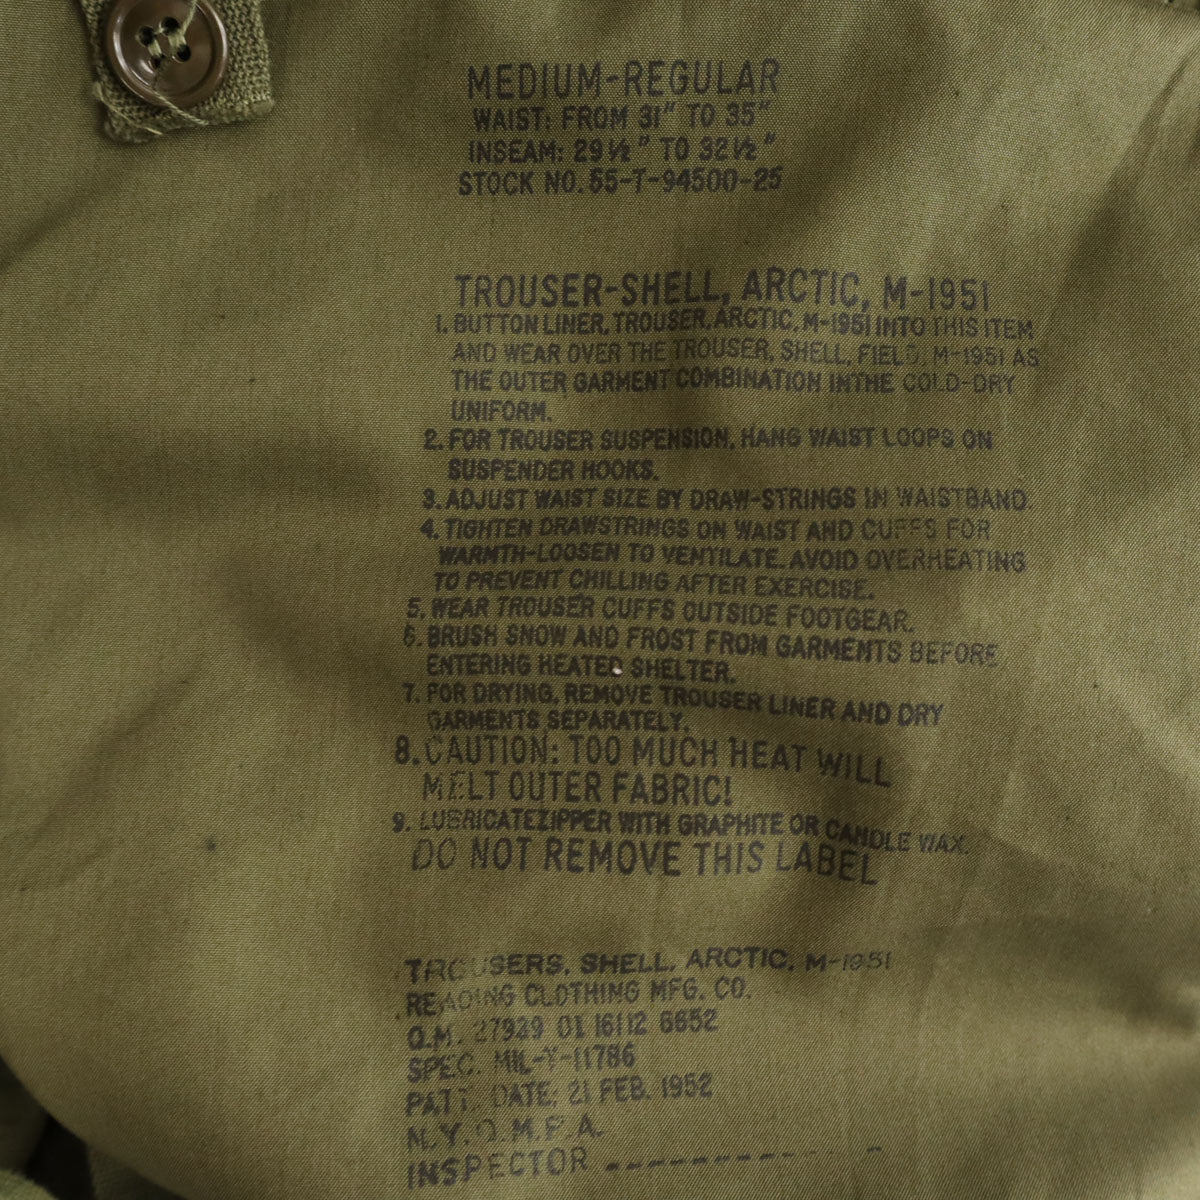 MEDIUM-REGULAR
WAIST: FROM 31" TO 35"
INSEAM: 29½" TO 32½"
STOCK NO. 55-T-94500-25
TROUSER-SHELL, ARCTIC, M-1951
1. BUTTON LINER, TROUSER, ARCTIC, M-1951 INTO THIS ITEM
AND WEAR OVER THE TROUSER, SHELL, FIELD, M-1951 AS
THE OUTER GARMENT COMBINATION INTHE COLD-DRY
UNIFORM.
2. FOR TROUSER SUSPENSION, HANG WAIST LOOPS ON
SUSPENDER HOOKS.
3. ADJUST WAIST SIZE BY DRAW-STRINGS IN WAISTBAND.
4. TIGHTEN DRAWSTRINGS ON WAIST AND CUFFS FOR
WARMTH-LOOSEN TO VENTILATE. AVOID OVERHEATING
TO PREVENT CHILLING AFTER EXERCISE.
5. WEAR TROUSER CUFFS OUTSIDE FOOTGEAR.
6. BRUSH SNOW AND FROST FROM GARMENTS BEFORE
ENTERING HEATED SHELTER.
7. FOR DRYING, REMOVE TROUSER LINER AND DRY
GARMENTS SEPARATELY.
8. CAUTION: TOO MUCH HEAT WILL
MELT OUTER FABRIC!
9. LUBRICATE ZIPPER WITH GRAPHITE OR CANDLE WAX.
DO NOT REMOVE THIS LABEL
TROUSERS, SHELL, ARCTIC, M-1951
READING CLOTHING MFG. CO.
Q.M. 27939 OI 16112 6652
SPEC. MIL-T-11786
PATT. DATE: 21 FEB. 1952
N.Y.Q.M.P.A.
INSPECTOR ----------